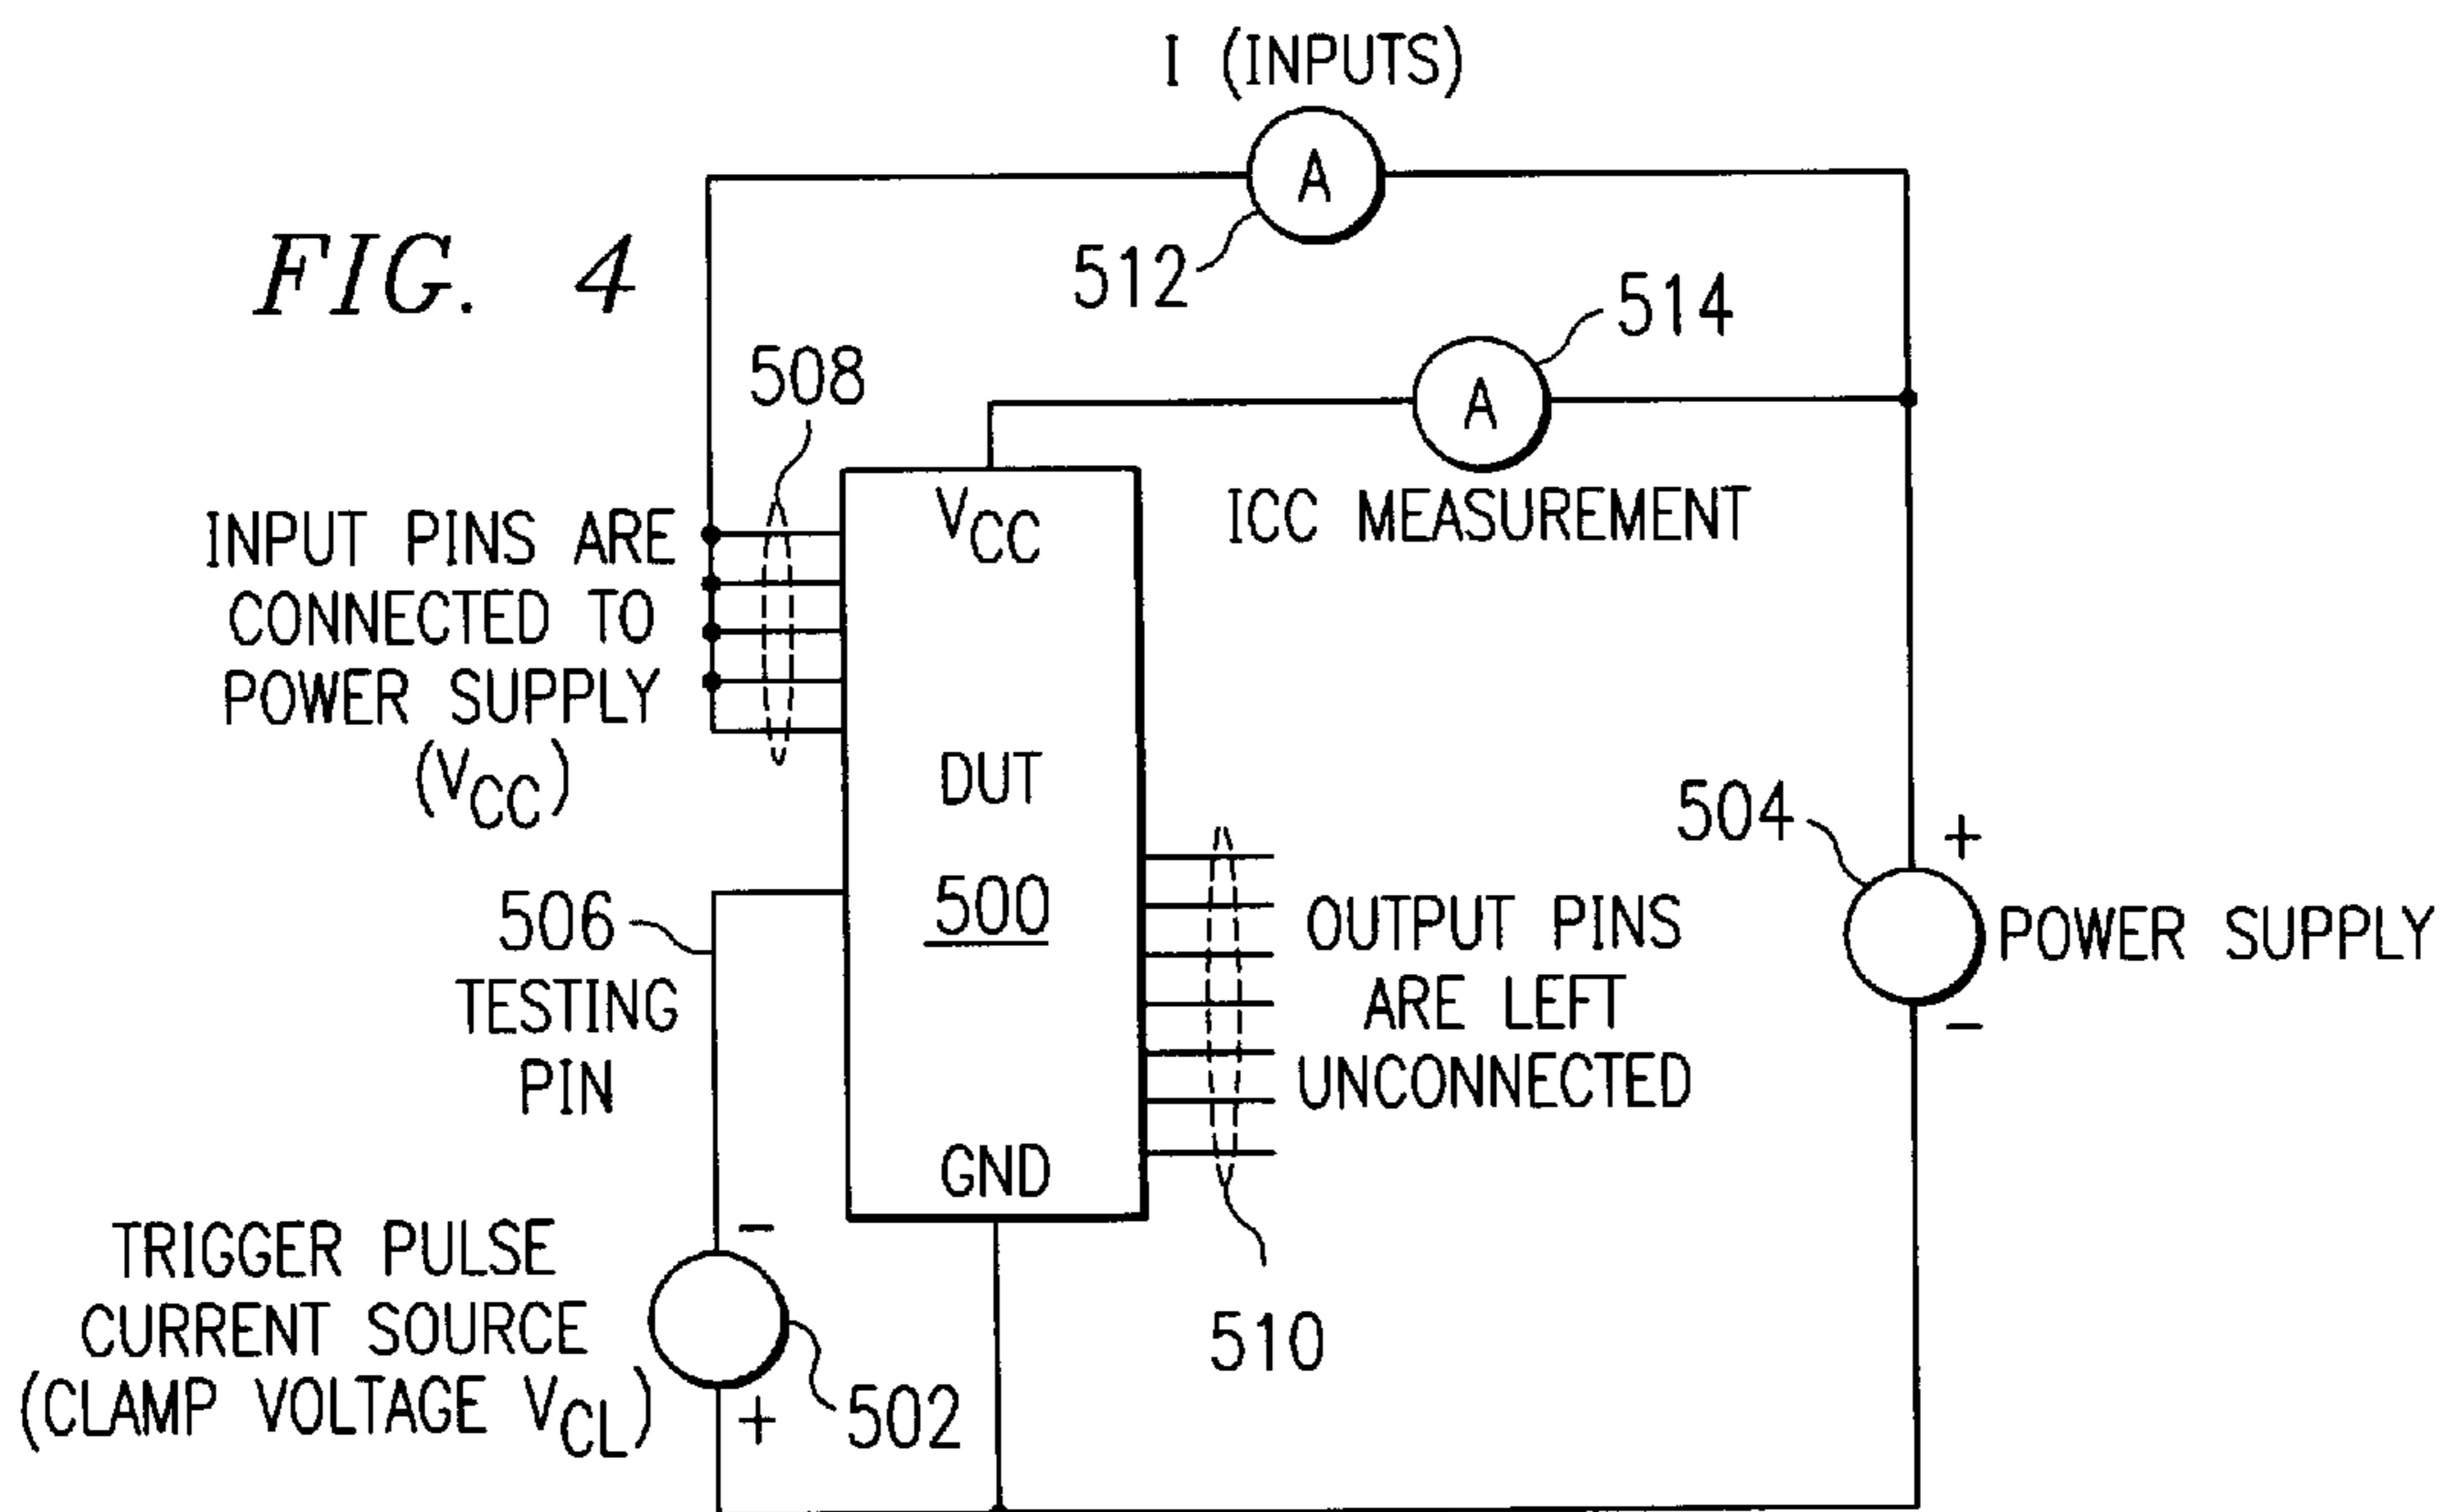 I (INPUTS)
A
FIG. 4
512
514
508
A
VCC
ICC MEASUREMENT
INPUT PINS ARE
CONNECTED TO
POWER SUPPLY
(VCC)
DUT
500
504
+
POWER SUPPLY
-
506
TESTING
PIN
OUTPUT PINS
ARE LEFT
UNCONNECTED
GND
510
TRIGGER PULSE
CURRENT SOURCE
(CLAMP VOLTAGE VCL)
-
+
502